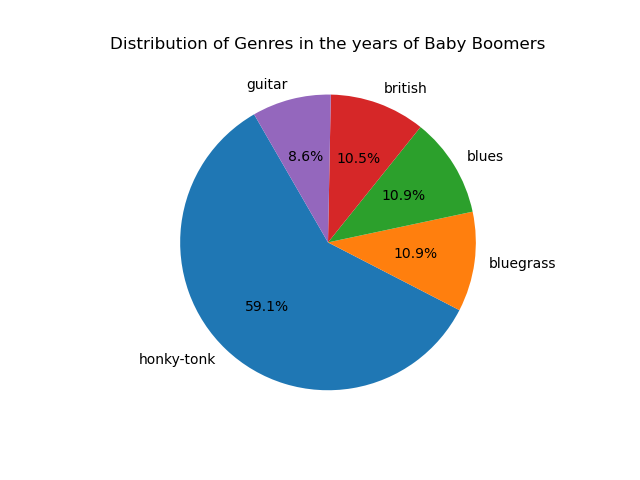 Distribution of Genres in the years of Baby Boomers
guitar
british
blues
bluegrass
honky-tonk
8.6%
10.5%
10.9%
10.9%
59.1%